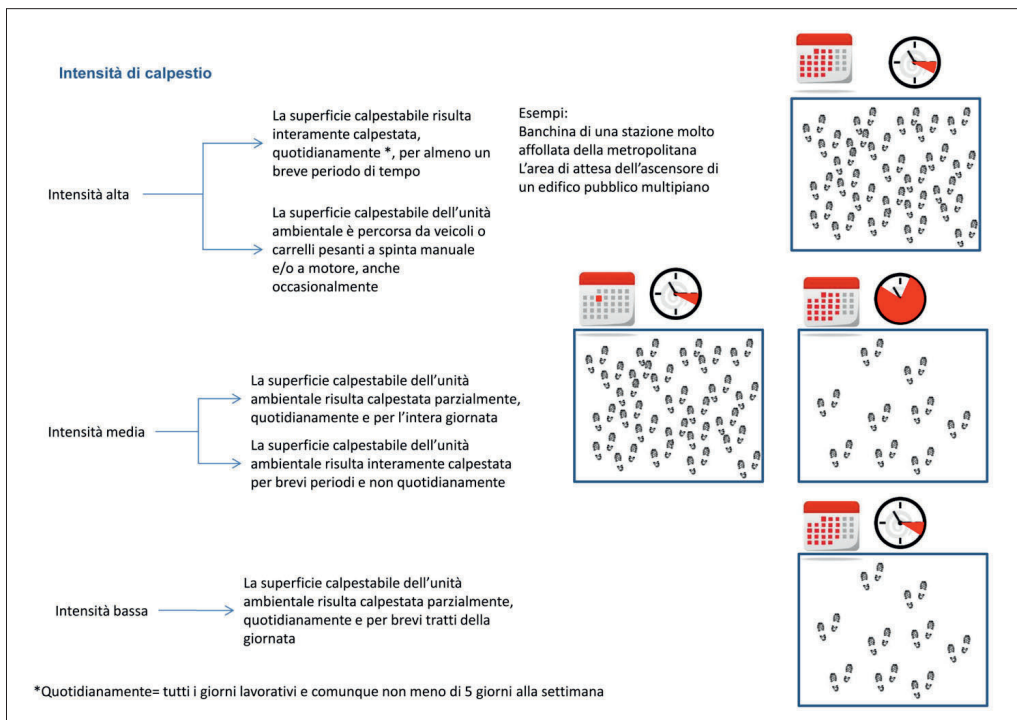 Intensità di calpestio
Intensità alta
La superficie calpestabile risulta
interamente calpestata,
quotidianamente *, per almeno un
breve periodo di tempo
La superficie calpestabile dell'unità
ambientale è percorsa da veicoli o
carrelli pesanti a spinta manuale
e/o a motore, anche
occasionalmente
Esempi:
Banchina di una stazione molto
affollata della metropolitana
L'area di attesa dell'ascensore di
un edifico pubblico multipiano
Intensità media
La superficie calpestabile dell'unità
ambientale risulta calpestata parzialmente,
quotidianamente e per l'intera giornata
La superficie calpestabile dell'unità
ambientale risulta interamente calpestata
per brevi periodi e non quotidianamente
Intensità bassa
La superficie calpestabile dell'unità
ambientale risulta calpestata parzialmente,
quotidianamente e per brevi tratti della
giornata
*Quotidianamente= tutti i giorni lavorativi e comunque non meno di 5 giorni alla settimana